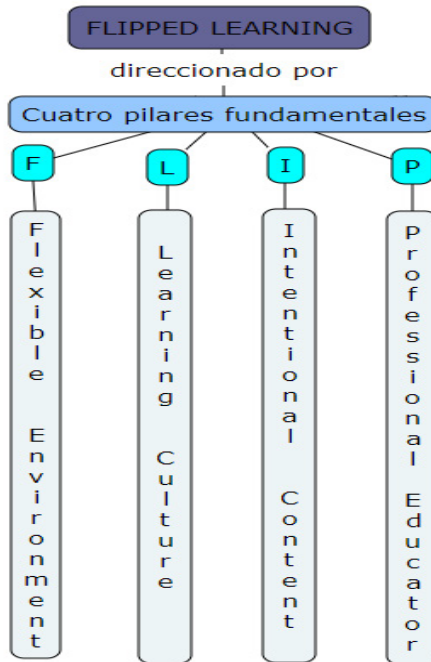 FLIPPED LEARNING
direccionado por
Cuatro pilares fundamentales
F
L
I
P
Flexible Environment
Learning Culture
Intentional Content
Professional Educator